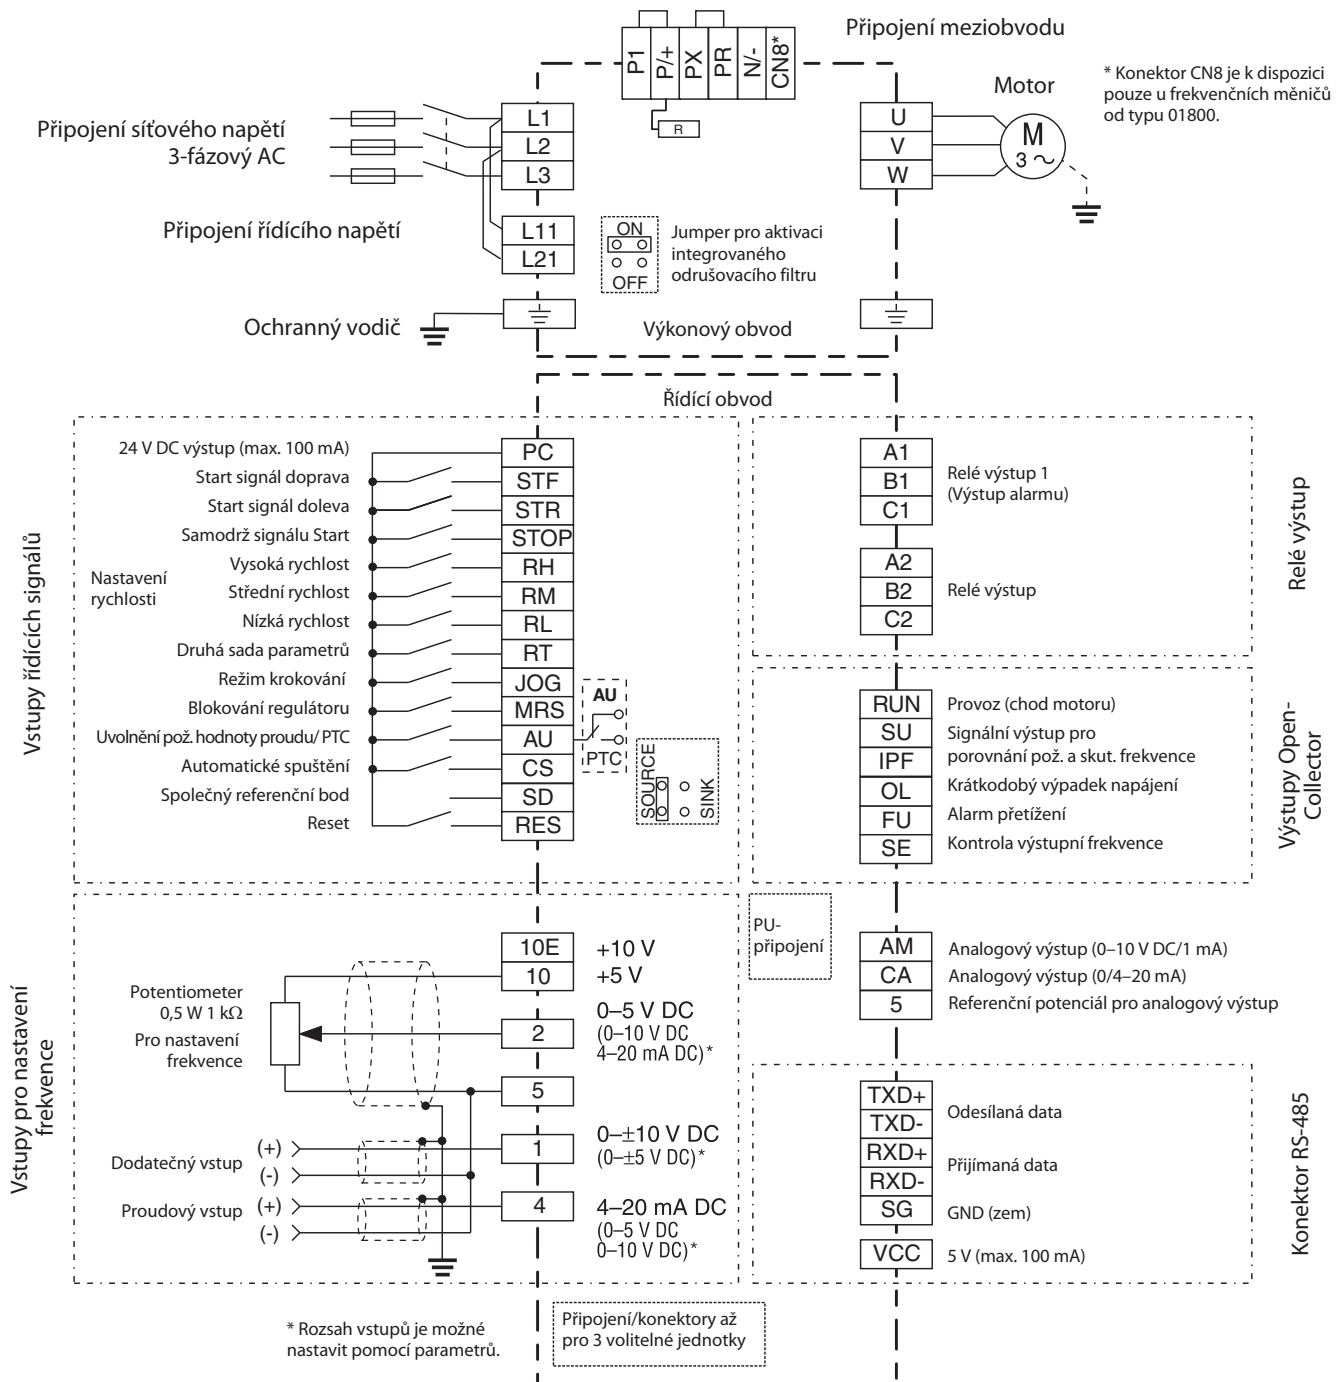 Připojení meziobvodu
P1
P/+
PX
PR
N/-
CN8*
R
* Konektor CN8 je k dispozici
pouze u frekvenčních měničů
od typu 01800.
Motor
M
3 ~
Připojení síťového napětí
3-fázový AC
L1
L2
L3
U
V
W
Připojení řídícího napětí
L11
L21
ON
OFF
Jumper pro aktivaci
integrovaného
odrušovacího filtru
Ochranný vodič
Výkonový obvod
Řídící obvod
Vstupy řídících signálů
24 V DC výstup (max. 100 mA)
PC
Start signál doprava
STF
Start signál doleva
STR
Samodrž signálu Start
STOP
Nastavení
rychlosti
Vysoká rychlost
RH
Střední rychlost
RM
Nízká rychlost
RL
Druhá sada parametrů
RT
Režim krokování
JOG
Blokování regulátoru
MRS
Uvolnění pož. hodnoty proudu/ PTC
AU
Automatické spuštění
CS
Společný referenční bod
SD
Reset
RES
AU
PTC
SOURCE
SINK
Relé výstup
A1
B1
C1
Relé výstup 1
(Výstup alarmu)
A2
B2
C2
Relé výstup
Výstupy Open-
Collector
RUN
SU
IPF
OL
FU
SE
Provoz (chod motoru)
Signální výstup pro
porovnání pož. a skut. frekvence
Krátkodobý výpadek napájení
Alarm přetížení
Kontrola výstupní frekvence
PU-
připojení
AM
Analogový výstup (0–10 V DC/1 mA)
CA
Analogový výstup (0/4–20 mA)
5
Referenční potenciál pro analogový výstup
Vstupy pro nastavení
frekvence
Potentiometer
0,5 W 1 kΩ
Pro nastavení
frekvence
10E
+10 V
10
+5 V
2
0–5 V DC
(0–10 V DC
4–20 mA DC)*
5
Dodatečný vstup
(+)
(-)
1
0–±10 V DC
(0–±5 V DC)*
Proudový vstup
(+)
(-)
4
4–20 mA DC
(0–5 V DC
0–10 V DC)*
Konektor RS-485
TXD+
TXD-
Odesílaná data
RXD+
RXD-
Přijímaná data
SG
GND (zem)
VCC
5 V (max. 100 mA)
* Rozsah vstupů je možné
nastavit pomocí parametrů.
Připojení/konektory až
pro 3 volitelné jednotky